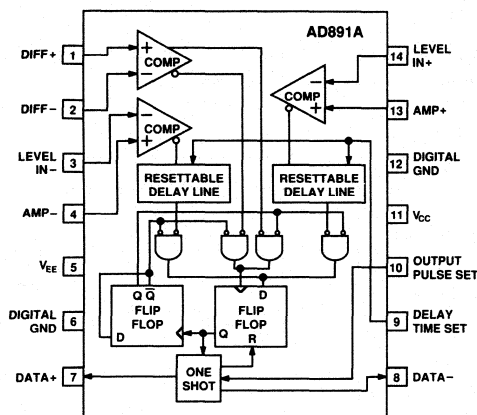 AD891A
DIFF+ 1
+
–
COMP
14 LEVEL
IN+
–
+
COMP
DIFF– 2
13 AMP+
–
+
COMP
LEVEL 3
IN–
12 DIGITAL
GND
RESETTABLE
DELAY LINE
RESETTABLE
DELAY LINE
AMP– 4
11 VCC
VEE 5
10 OUTPUT
PULSE SET
Q Q
FLIP
FLOP
D
D
FLIP
FLOP
Q
R
DIGITAL 6
GND
9 DELAY
TIME SET
DATA+ 7
ONE
SHOT
8 DATA–